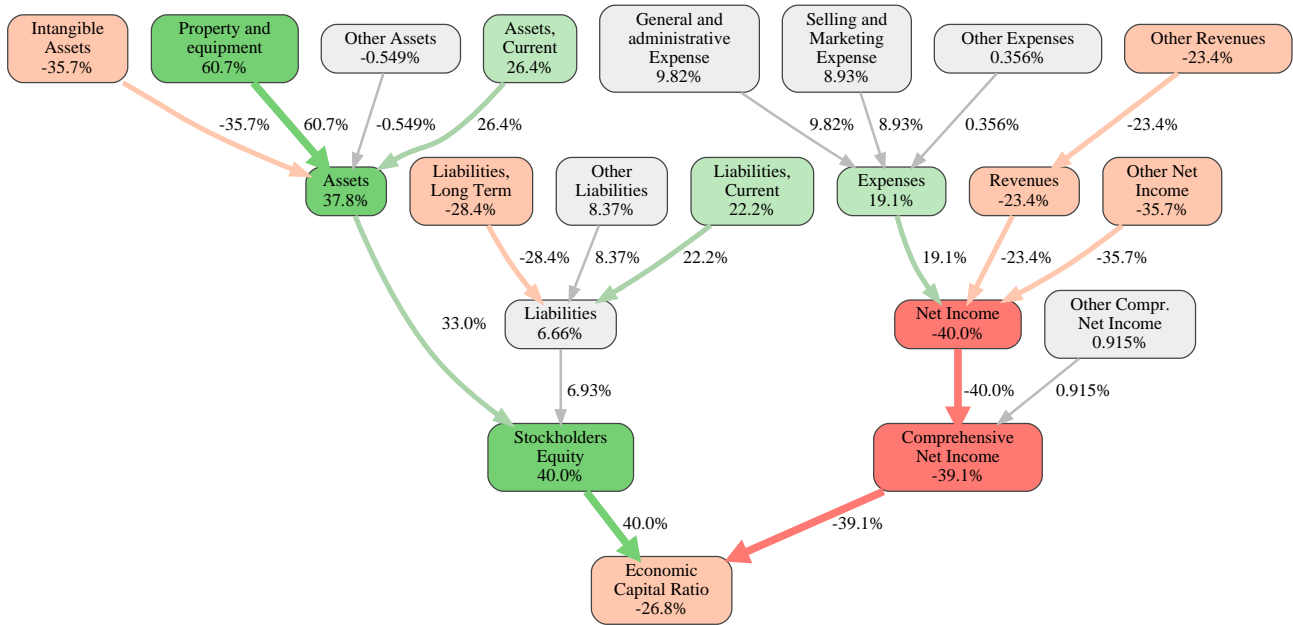 Intangible
Assets
-35.7%
Property and
equipment
60.7%
Other Assets
-0.549%
Assets,
Current
26.4%
General and
administrative
Expense
9.82%
Selling and
Marketing
Expense
8.93%
Other Expenses
0.356%
Other Revenues
-23.4%
-35.7%
60.7%
-0.549%
26.4%
9.82%
8.93%
0.356%
-23.4%
Assets
37.8%
Liabilities,
Long Term
-28.4%
Other
Liabilities
8.37%
Liabilities,
Current
22.2%
Expenses
19.1%
Revenues
-23.4%
Other Net
Income
-35.7%
-28.4%
8.37%
22.2%
19.1%
-23.4%
-35.7%
33.0%
Liabilities
6.66%
Net Income
-40.0%
Other Compr.
Net Income
0.915%
6.93%
-40.0%
0.915%
Stockholders
Equity
40.0%
Comprehensive
Net Income
-39.1%
40.0%
-39.1%
Economic
Capital Ratio
-26.8%